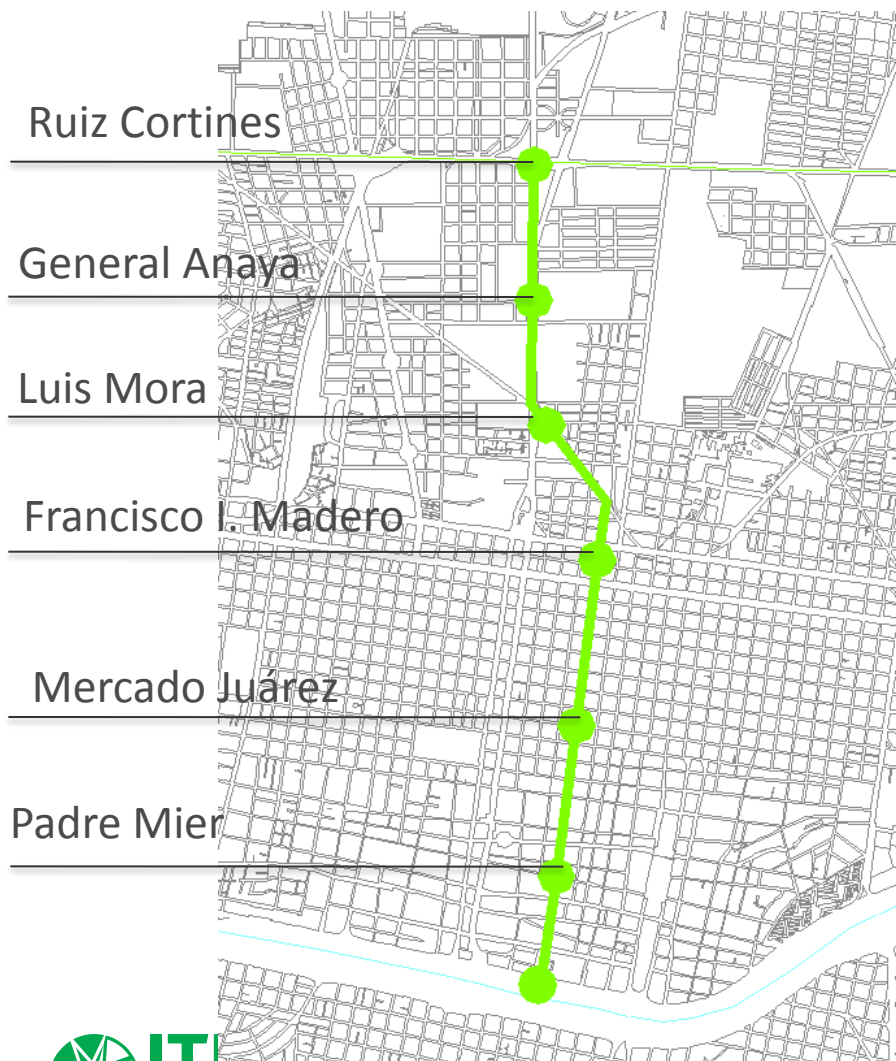 Ruiz Cortines
General Anaya
Luis Mora
Francisco I. Madero
Mercado Juárez
Padre Mier